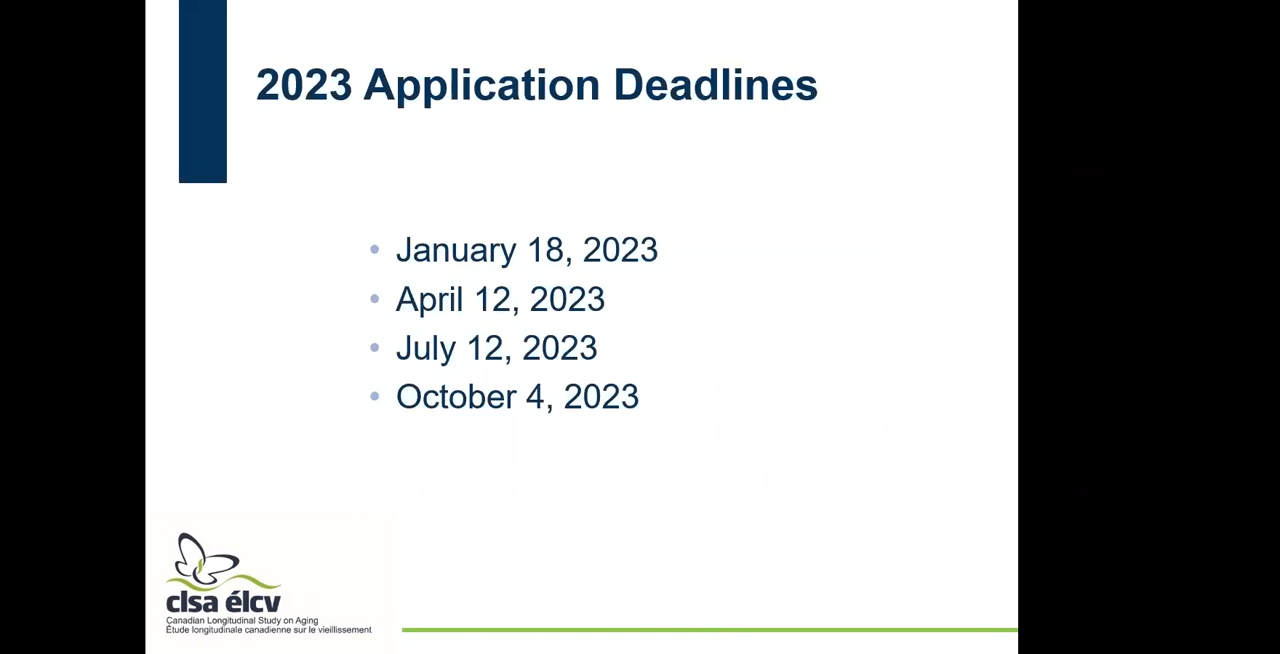 2023 Application Deadlines
• January 18, 2023
• April 12, 2023
• July 12, 2023
• October 4, 2023
clsa élcv
Canadian Longitudinal Study on Aging
Étude longitudinale canadienne sur le vieillissement